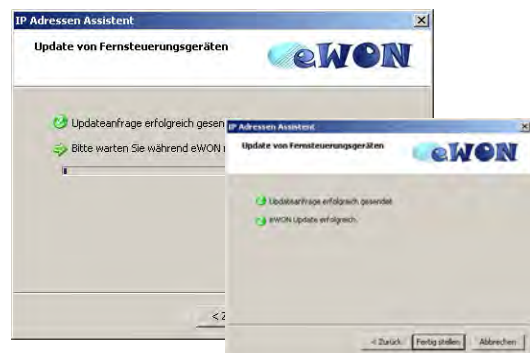 IP Adressen Assistent
Update von Fernsteuerungsgeräten
eWON
Updateanfrage erfolgreich gesen
Bitte warten Sie während eWON
< Z
IP Adressen Assistent
Update von Fernsteuerungsgeräten
eWON
Updateanfrage erfolgreich gesendet
eWON Update erfolgreich.
< Zurück
Fertig stellen
Abbrechen